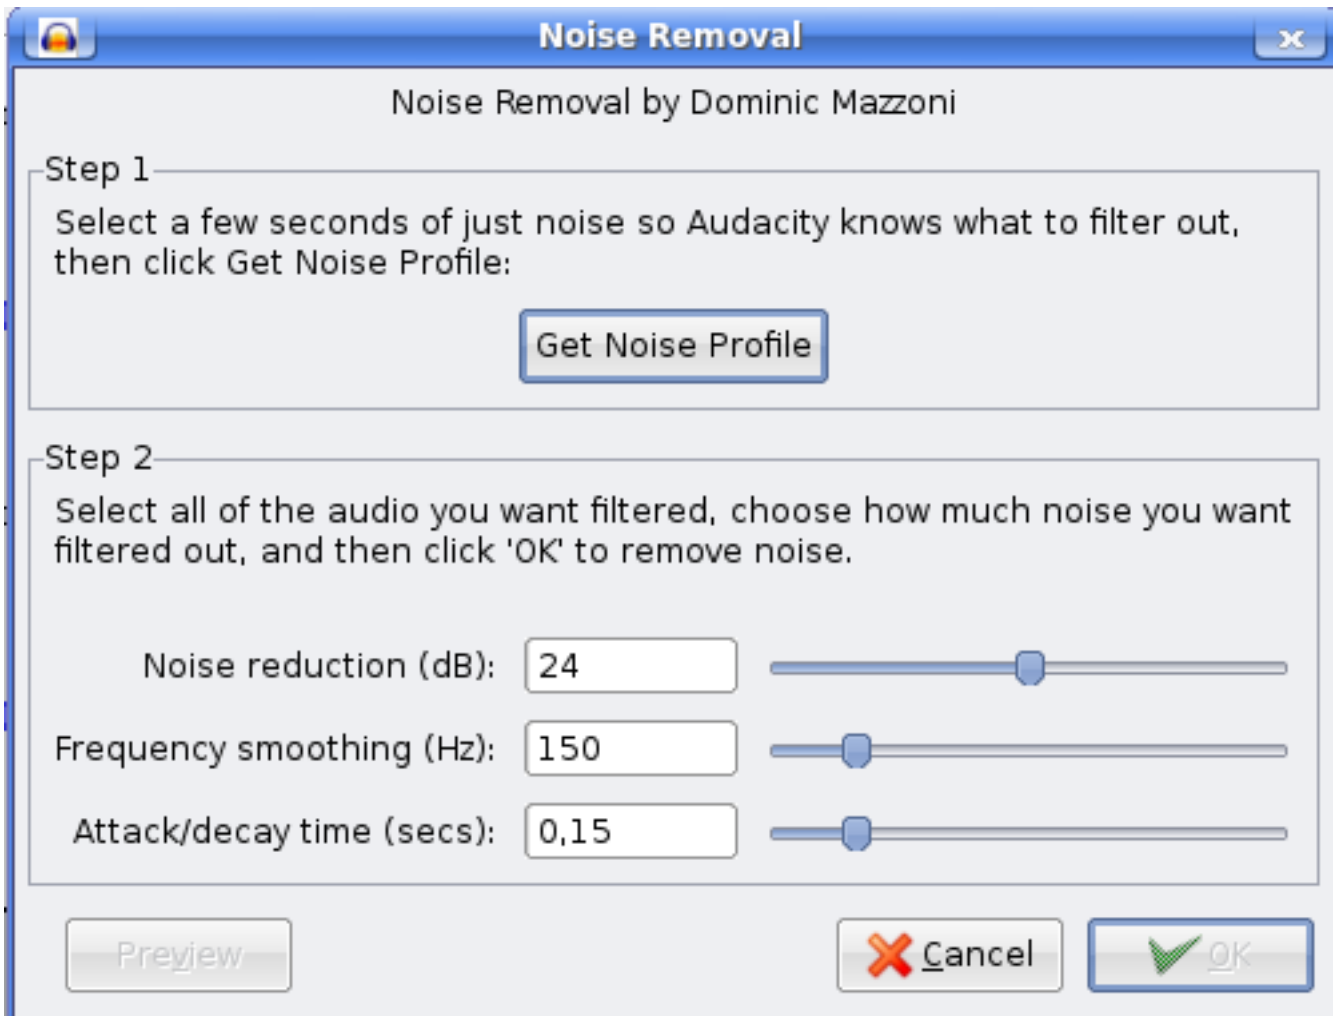 Noise Removal
Noise Removal by Dominic Mazzoni
Step 1
Select a few seconds of just noise so Audacity knows what to filter out,
then click Get Noise Profile:
Get Noise Profile
Step 2
Select all of the audio you want filtered, choose how much noise you want
filtered out, and then click 'OK' to remove noise.
Noise reduction (dB): 24
Frequency smoothing (Hz): 150
Attack/decay time (secs): 0,15
Preview Cancel OK